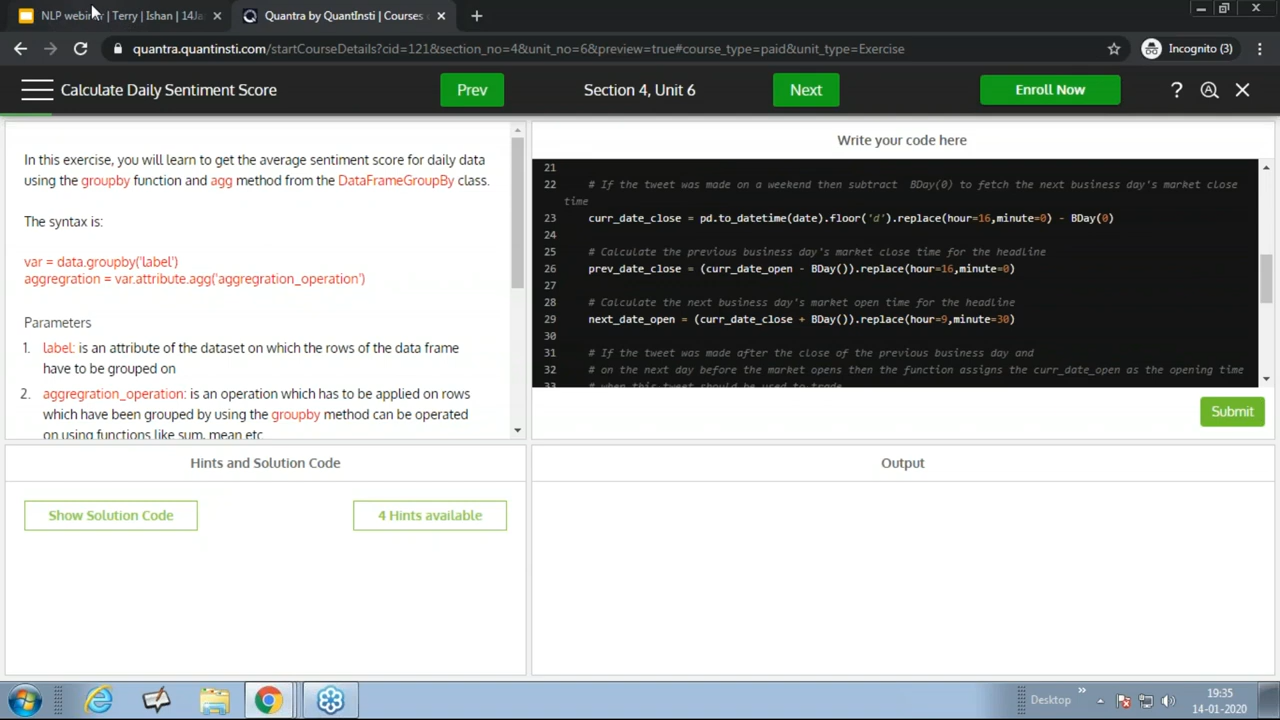 NLP webinar | Terry | Ishan | 14Ja
Quantra by QuantInsti | Courses
quantra.quantinsti.com/startCourseDetails?cid=121&section_no=4&unit_no=6&preview=true#course_type=paid&unit_type=Exercise
Incognito (3)
Calculate Daily Sentiment Score
Prev
Section 4, Unit 6
Next
Enroll Now
?
In this exercise, you will learn to get the average sentiment score for daily data
using the groupby function and agg method from the DataFrameGroupBy class.
The syntax is:
var = data.groupby('label')
aggregration = var.attribute.agg('aggregration_operation')
Parameters
1. label: is an attribute of the dataset on which the rows of the data frame
have to be grouped on
2. aggregration_operation: is an operation which has to be applied on rows
which have been grouped by using the groupby method can be operated
on using functions like sum, mean etc
Write your code here
21
22 # If the tweet was made on a weekend then subtract  BDay(0) to fetch the next business day's market close
time
23 curr_date_close = pd.to_datetime(date).floor('d').replace(hour=16,minute=0) - BDay(0)
24
25 # Calculate the previous business day's market close time for the headline
26 prev_date_close = (curr_date_open - BDay()).replace(hour=16,minute=0)
27
28 # Calculate the next business day's market open time for the headline
29 next_date_open = (curr_date_close + BDay()).replace(hour=9,minute=30)
30
31 # If the tweet was made after the close of the previous business day and
32 # on the next day before the market opens then the function assigns the curr_date_open as the opening time
33 # when this tweet should be used to trade
Submit
Hints and Solution Code
Show Solution Code
4 Hints available
Output
Desktop
19:35
14-01-2020